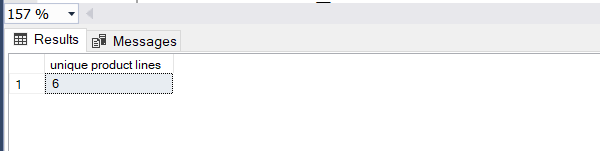 157 %
Results Messages
unique product lines
1 6